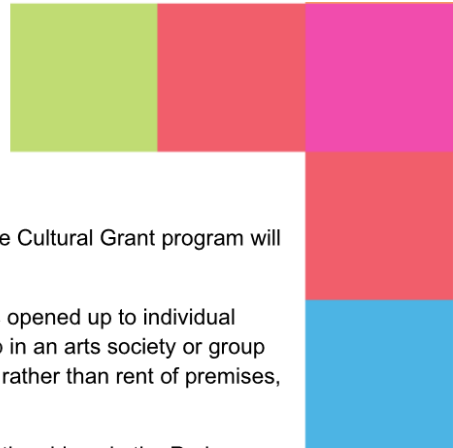 e Cultural Grant program will
opened up to individual
in an arts society or group
rather than rent of premises,